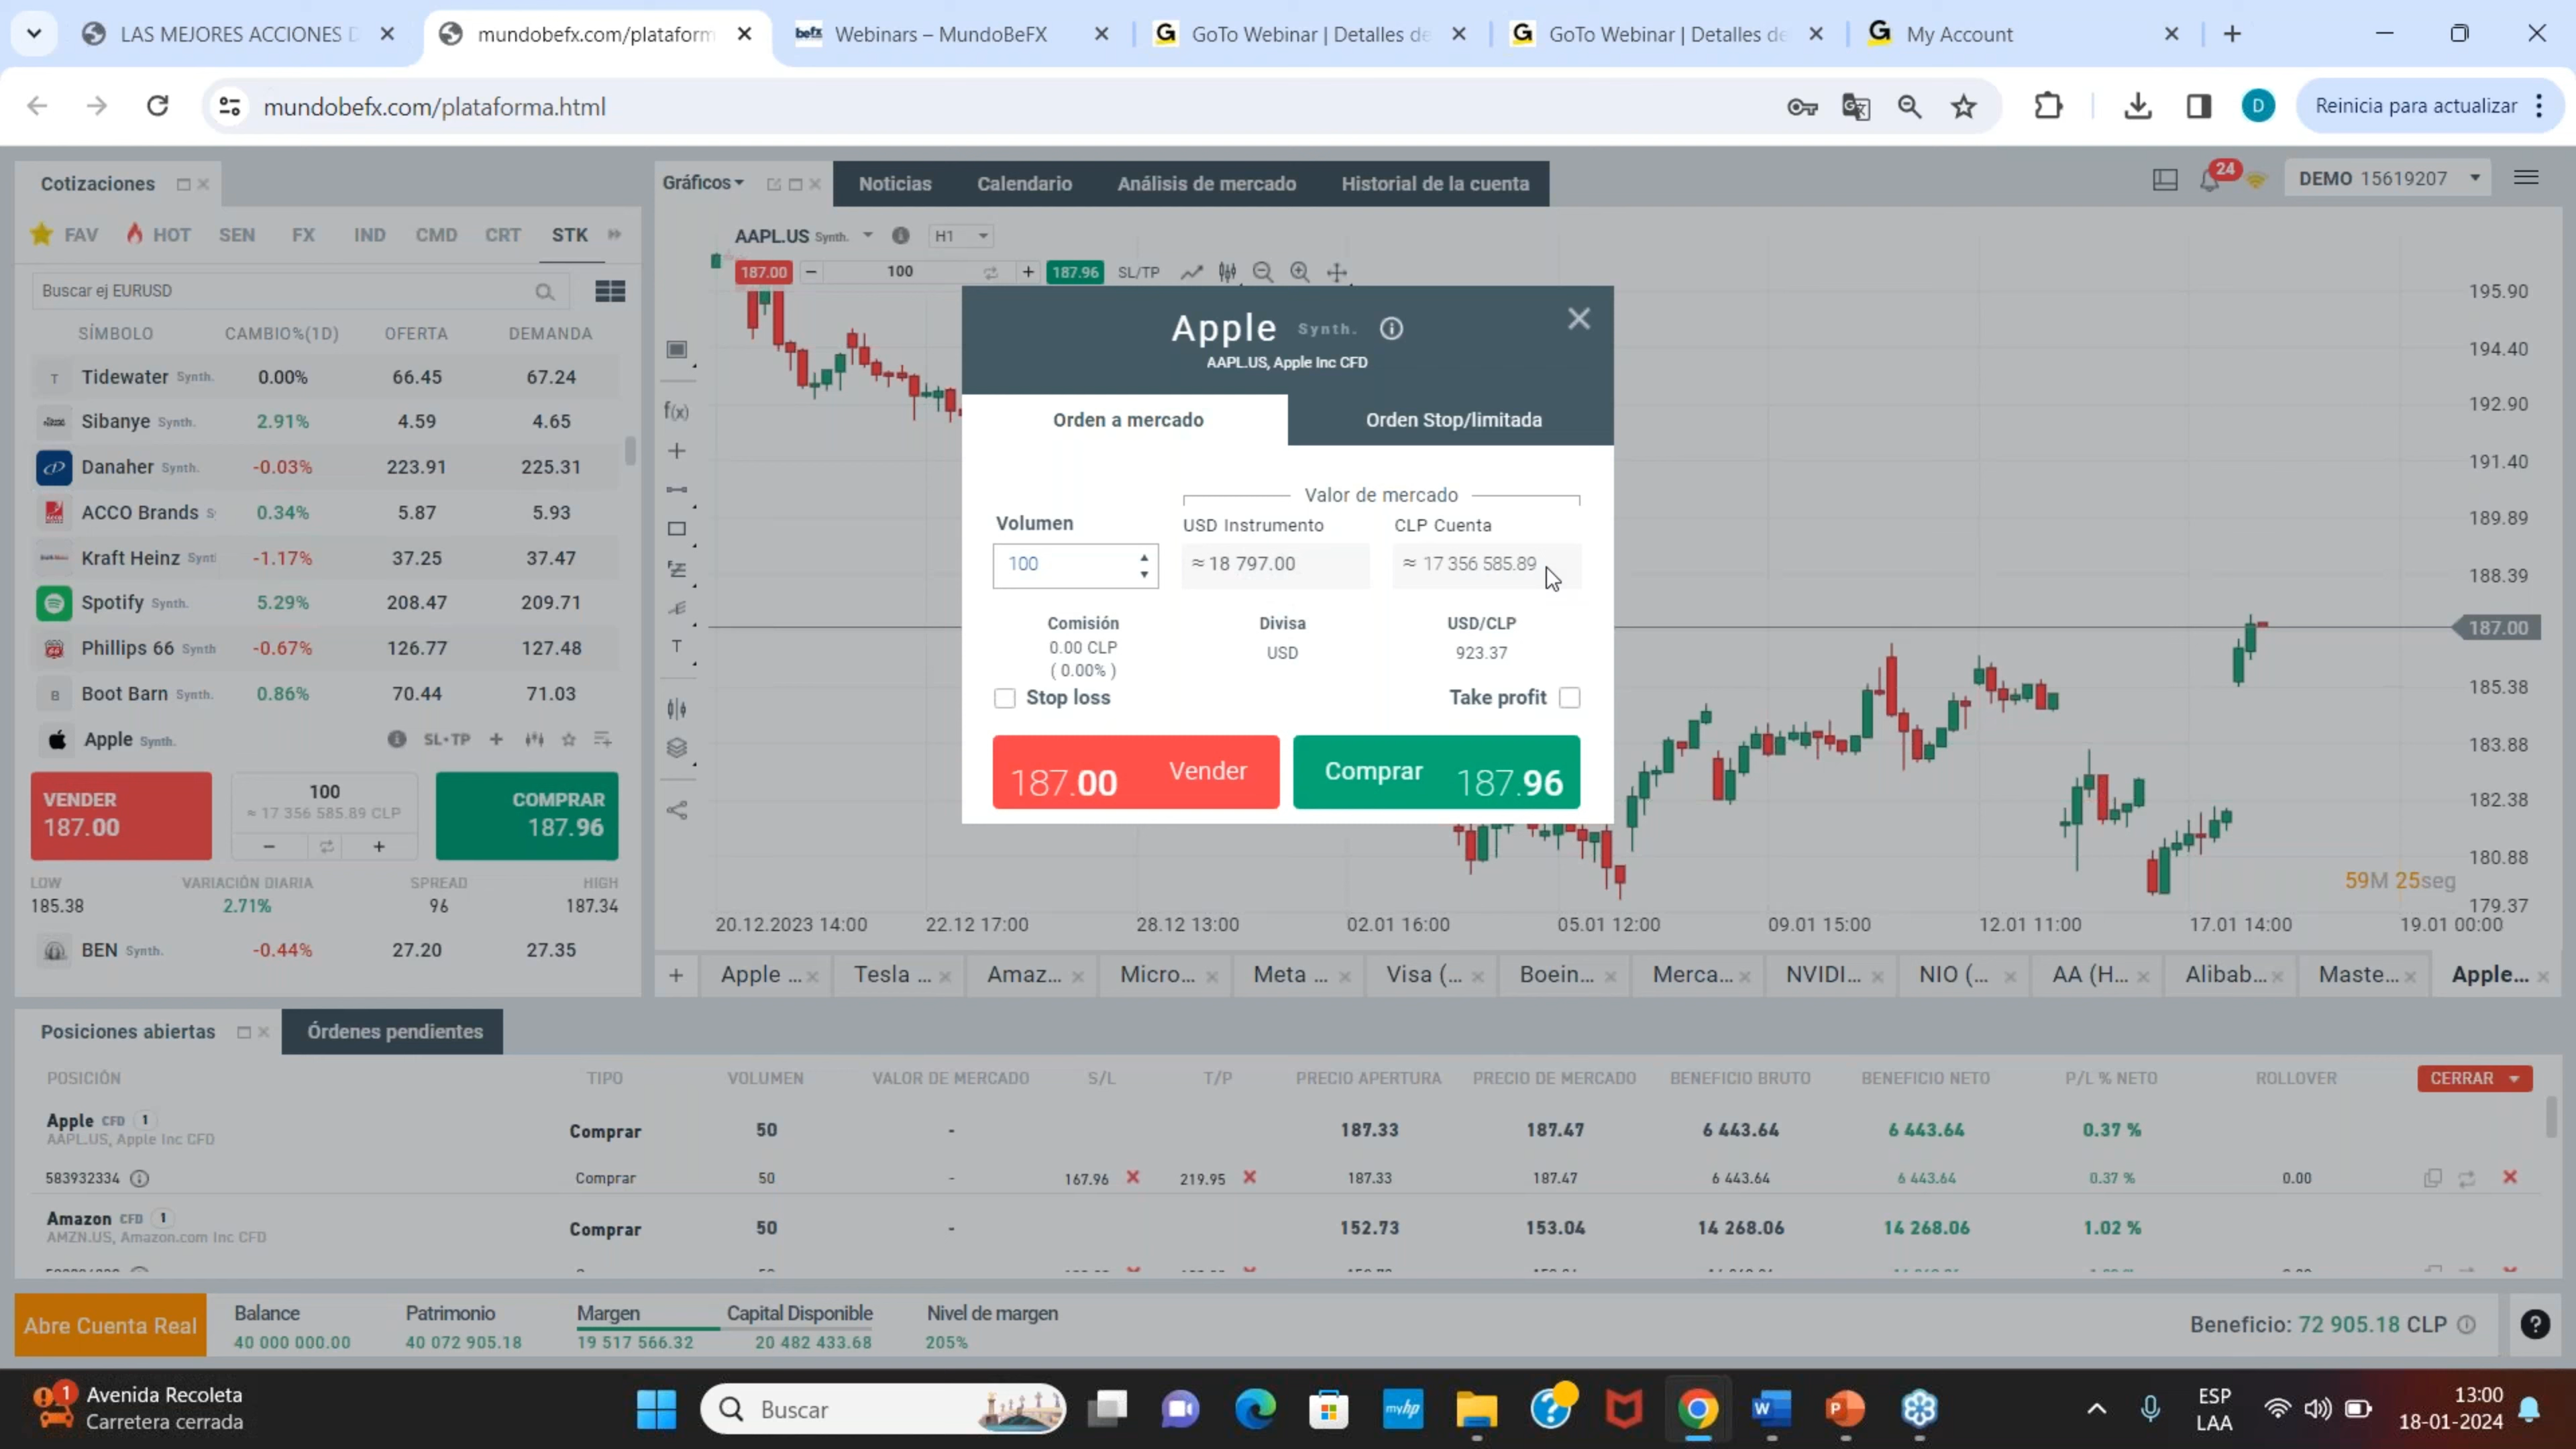 LAS MEJORES ACCIONES D
mundobefx.com/plataform
befx Webinars – MundoBeFX
GoTo Webinar | Detalles de
GoTo Webinar | Detalles de
My Account
mundobefx.com/plataforma.html
D
Reinicia para actualizar
Cotizaciones
Gráficos
Noticias
Calendario
Análisis de mercado
Historial de la cuenta
24
DEMO 15619207
FAV HOT SEN FX IND CMD CRT STK
Buscar ej EURUSD
SÍMBOLO CAMBIO%(1D) OFERTA DEMANDA
T Tidewater Synth. 0.00% 66.45 67.24
Sibanye Synth. 2.91% 4.59 4.65
Danaher Synth. -0.03% 223.91 225.31
ACCO Brands S 0.34% 5.87 5.93
Kraft Heinz Synt -1.17% 37.25 37.47
Spotify Synth. 5.29% 208.47 209.71
Phillips 66 Synth -0.67% 126.77 127.48
B Boot Barn Synth. 0.86% 70.44 71.03
Apple Synth. SL•TP
VENDER
187.00
100
≈ 17 356 585.89 CLP
COMPRAR
187.96
LOW VARIACIÓN DIARIA SPREAD HIGH
185.38 2.71% 96 187.34
BEN Synth. -0.44% 27.20 27.35
AAPL.US Synth. H1
187.00 − 100 + 187.96 SL/TP
f(x)
T
195.90
194.40
192.90
191.40
189.89
188.39
187.00
185.38
183.88
182.38
180.88
59M 25seg
179.37
20.12.2023 14:00 22.12 17:00 28.12 13:00 02.01 16:00 05.01 12:00 09.01 15:00 12.01 11:00 17.01 14:00 19.01 00:00
Apple Synth.
AAPL.US, Apple Inc CFD
Orden a mercado
Orden Stop/limitada
Valor de mercado
Volumen USD Instrumento CLP Cuenta
100 ≈ 18 797.00 ≈ 17 356 585.89
Comisión Divisa USD/CLP
0.00 CLP USD 923.37
( 0.00% )
Stop loss
Take profit
187.00 Vender
Comprar 187.96
+ Apple ... Tesla ... Amaz... Micro... Meta ... Visa (... Boein... Merca... NVIDI... NIO (... AA (H... Alibab... Maste... Apple...
Posiciones abiertas
Órdenes pendientes
POSICIÓN TIPO VOLUMEN VALOR DE MERCADO S/L T/P PRECIO APERTURA PRECIO DE MERCADO BENEFICIO BRUTO BENEFICIO NETO P/L % NETO ROLLOVER CERRAR
Apple CFD 1
AAPL.US, Apple Inc CFD
Comprar 50 - 187.33 187.47 6 443.64 6 443.64 0.37 %
583932334 Comprar 50 - 167.96 219.95 187.33 187.47 6 443.64 6 443.64 0.37 % 0.00
Amazon CFD 1
AMZN.US, Amazon.com Inc CFD
Comprar 50 - 152.73 153.04 14 268.06 14 268.06 1.02 %
Abre Cuenta Real
Balance Patrimonio Margen Capital Disponible Nivel de margen
40 000 000.00 40 072 905.18 19 517 566.32 20 482 433.68 205%
Beneficio: 72 905.18 CLP
1
Avenida Recoleta
Carretera cerrada
Buscar
myhp
ESP
LAA
13:00
18-01-2024